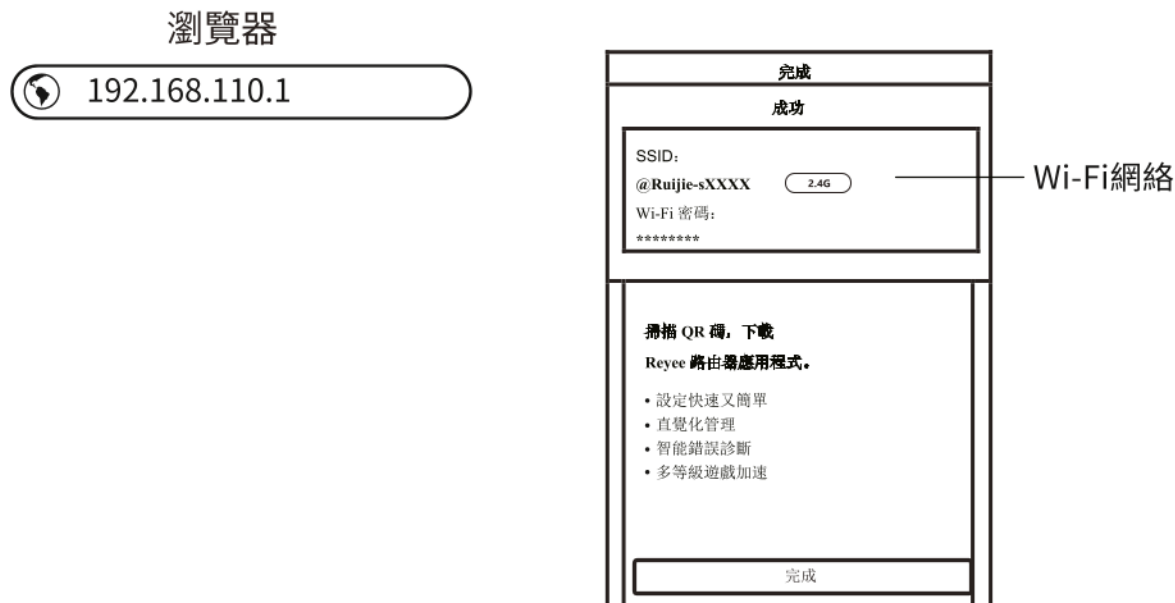 瀏覽器
192.168.110.1
完成
成功
SSID:
@Ruijie-sXXXX 2.4G
Wi-Fi網絡
Wi-Fi 密碼:
********
掃描 QR 碼，下載
Reyee 路由器應用程式。
• 設定快速又簡單
• 直覺化管理
• 智能錯誤診斷
• 多等級遊戲加速
完成